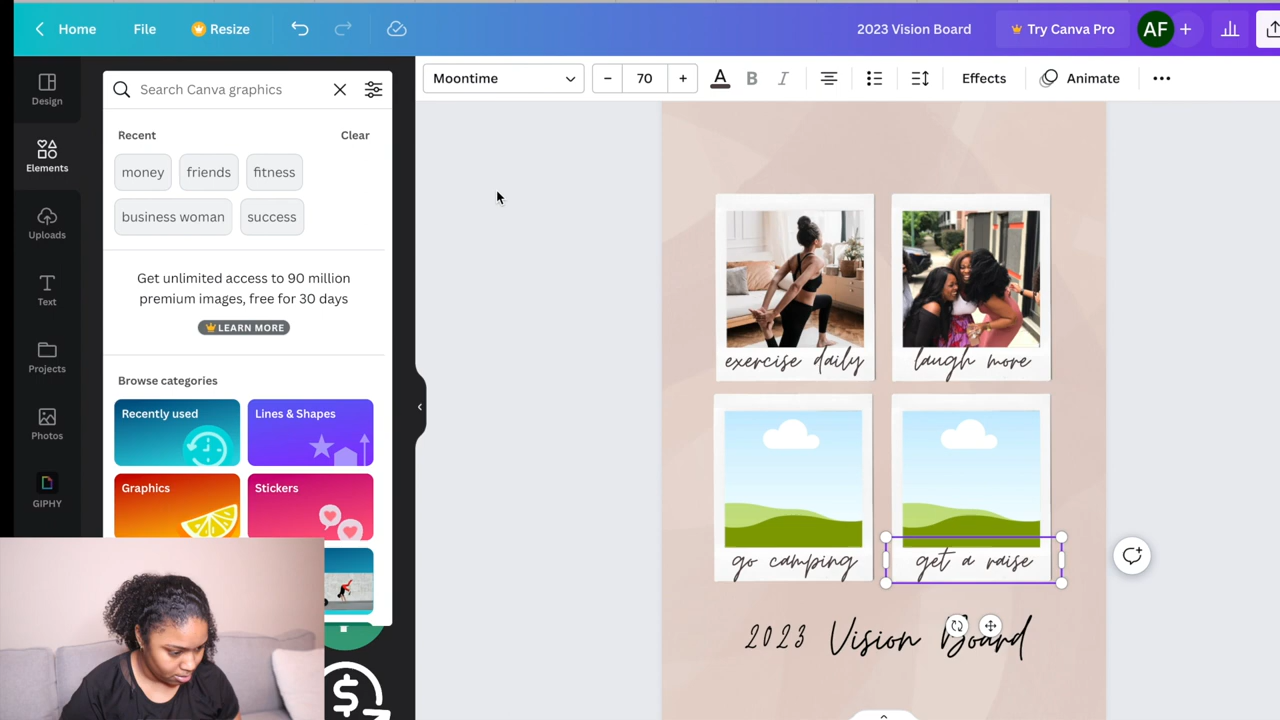 Home File Resize 2023 Vision Board Try Canva Pro AF +
Moontime − 70 + A B I Effects Animate
Design
Elements
Uploads
Text
Projects
Photos
GIPHY
Search Canva graphics
Recent Clear
money friends fitness
business woman success
Get unlimited access to 90 million
premium images, free for 30 days
LEARN MORE
Browse categories
Recently used Lines & Shapes
Graphics Stickers
exercise daily laugh more
go camping get a raise
2023 Vision Board